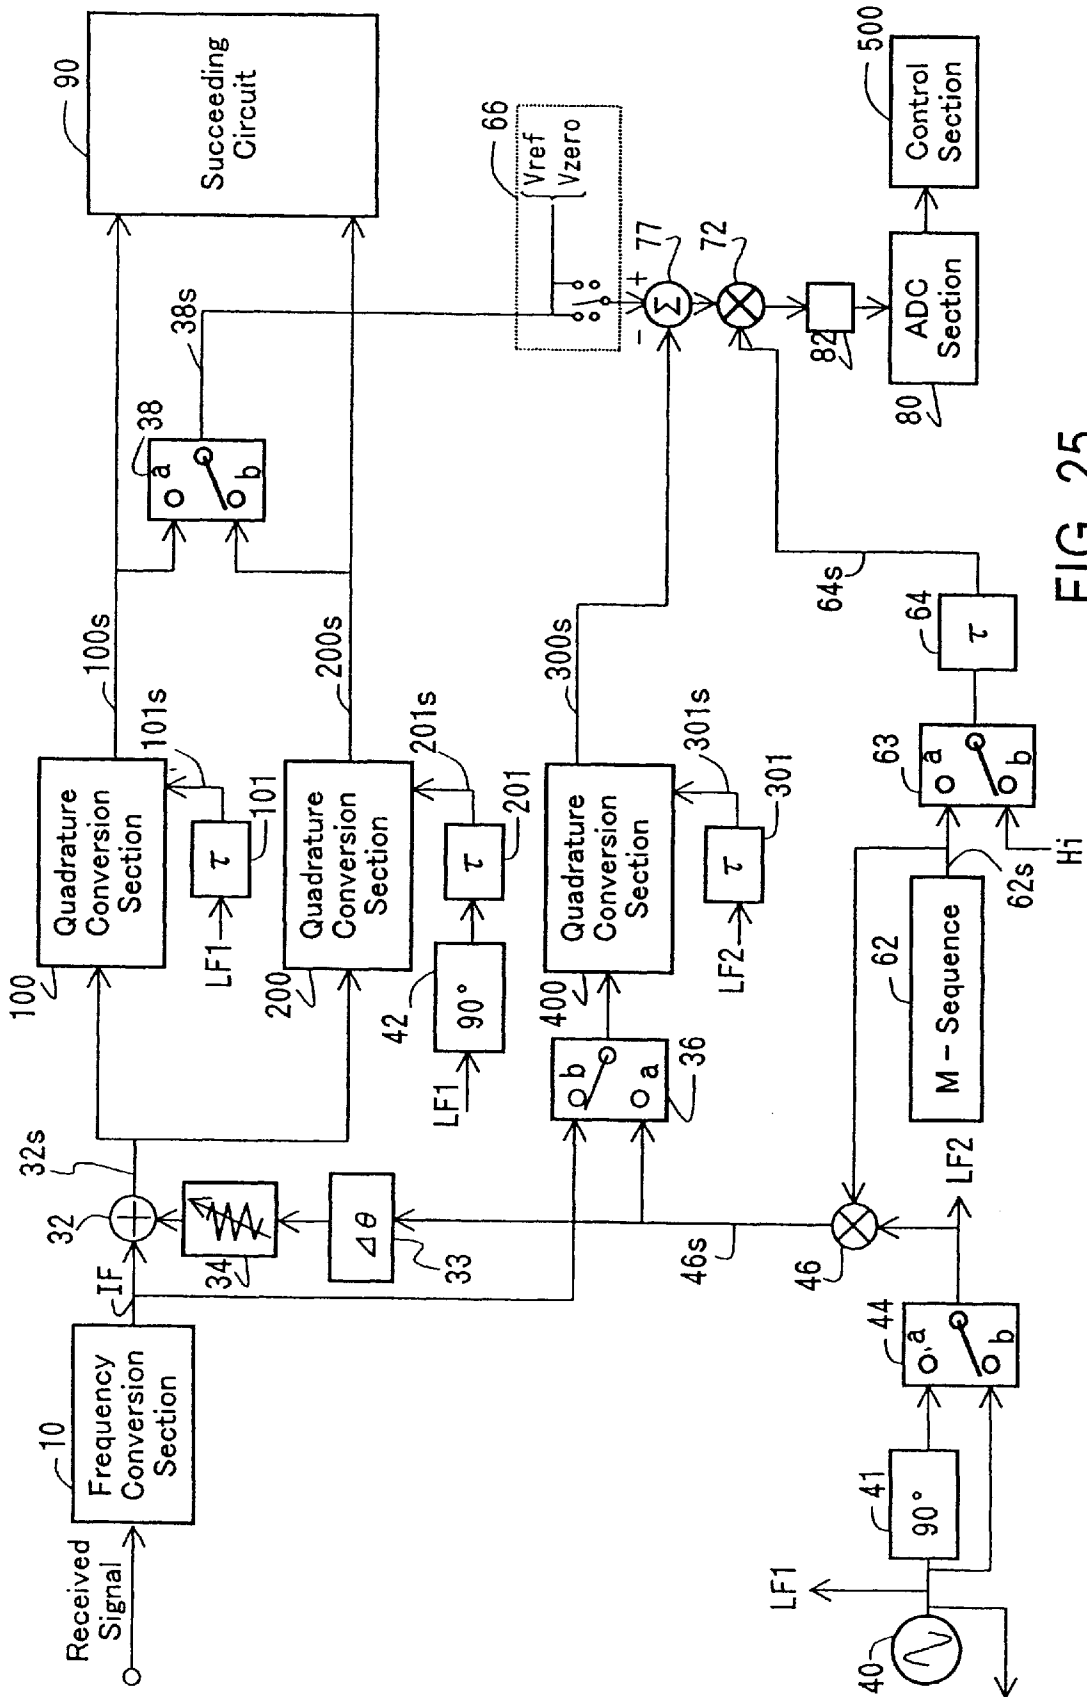 Received
Signal
10
Frequency
Conversion
Section
IF
32
32s
34
Δθ
33
46s
100
Quadrature
Conversion
Section
100s
LF1
τ
101
101s
200
Quadrature
Conversion
Section
200s
LF1
90°
42
τ
201
201s
38
a
b
38s
90
Succeeding
Circuit
36
b
a
400
Quadrature
Conversion
Section
300s
LF2
τ
301
301s
66
Vref
Vzero
+
-
Σ
77
72
82
80
ADC
Section
500
Control
Section
40
LF1
41
90°
44
a
b
LF2
46
62
M-Sequence
62s
Hi
63
a
b
τ
64
64s
FIG. 25